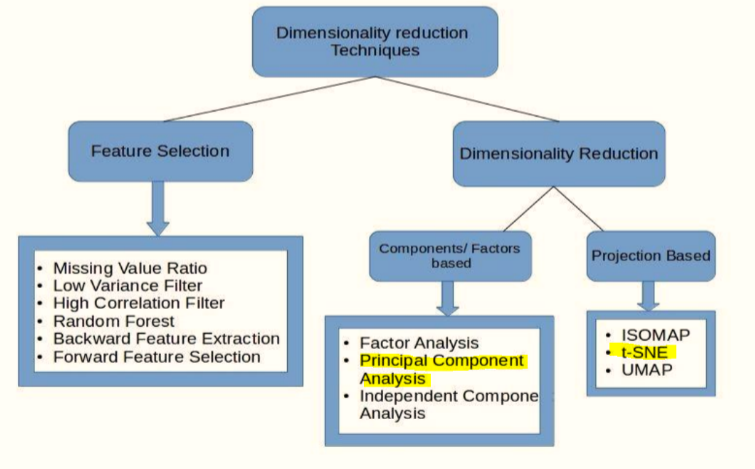 Dimensionality reduction
Techniques
Feature Selection
Dimensionality Reduction
Components/ Factors
based
Projection Based
• Missing Value Ratio
• Low Variance Filter
• High Correlation Filter
• Random Forest
• Backward Feature Extraction
• Forward Feature Selection
• Factor Analysis
• Principal Component
Analysis
• Independent Compone
Analysis
• ISOMAP
• t-SNE
• UMAP